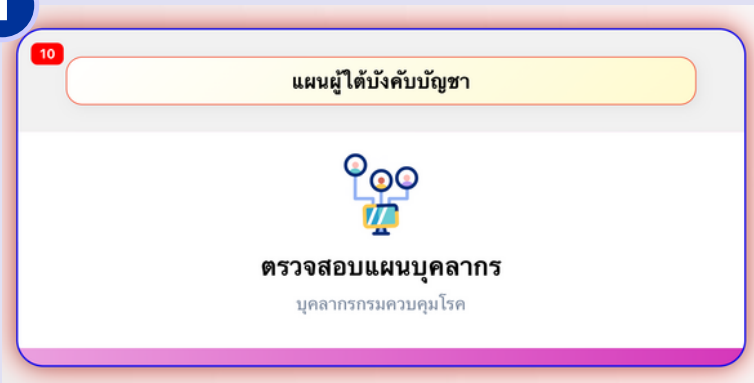 10
แผนผู้ใต้บังคับบัญชา
ตรวจสอบแผนบุคลากร
บุคลากรกรมควบคุมโรค